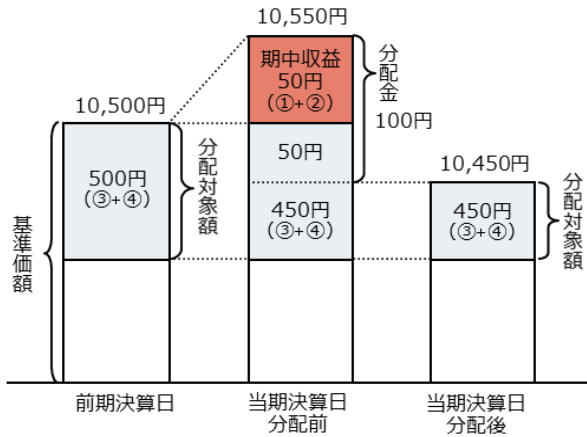 10,550円
期中収益
50円
(①+②)
分配金
100円
10,500円
50円
10,450円
500円
(③+④)
分配対象額
450円
(③+④)
450円
(③+④)
分配対象額
基準価額
前期決算日
当期決算日
分配前
当期決算日
分配後